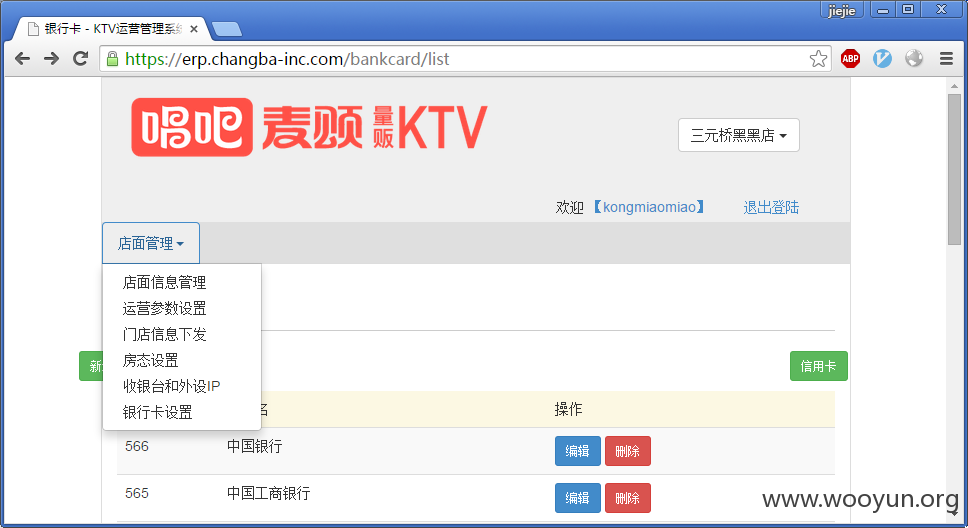 jiejie
银行卡 - KTV运营管理系统
https://erp.changba-inc.com/bankcard/list
ABP
唱吧 麦颂 量贩 KTV
三元桥黑黑店
欢迎 【kongmiaomiao】 退出登陆
店面管理
店面信息管理
运营参数设置
门店信息下发
房态设置
收银台和外设IP
银行卡设置
信用卡
名 操作
566 中国银行 编辑 删除
565 中国工商银行 编辑 删除
www.wooyun.org